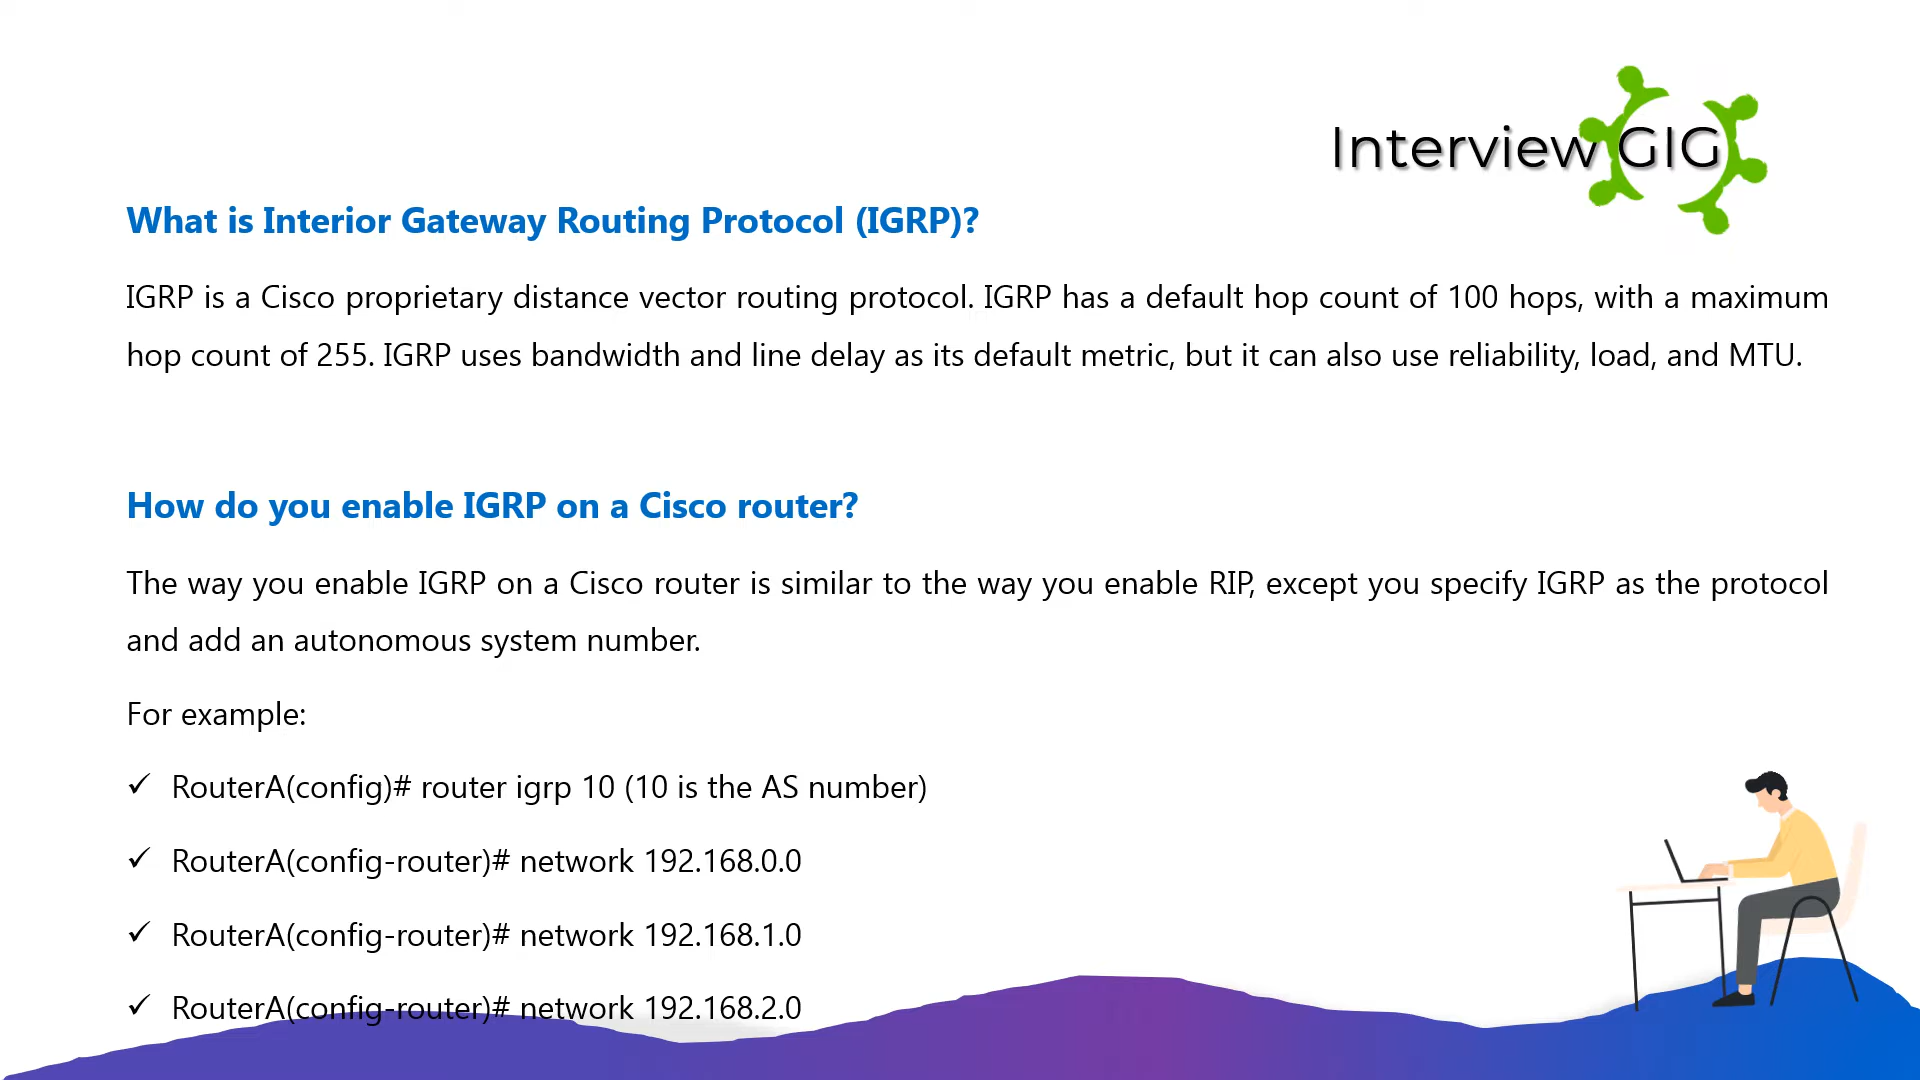 Interview GIG
What is Interior Gateway Routing Protocol (IGRP)?
IGRP is a Cisco proprietary distance vector routing protocol. IGRP has a default hop count of 100 hops, with a maximum
hop count of 255. IGRP uses bandwidth and line delay as its default metric, but it can also use reliability, load, and MTU.
How do you enable IGRP on a Cisco router?
The way you enable IGRP on a Cisco router is similar to the way you enable RIP, except you specify IGRP as the protocol
and add an autonomous system number.
For example:
✓ RouterA(config)# router igrp 10 (10 is the AS number)
✓ RouterA(config-router)# network 192.168.0.0
✓ RouterA(config-router)# network 192.168.1.0
✓ RouterA(config-router)# network 192.168.2.0